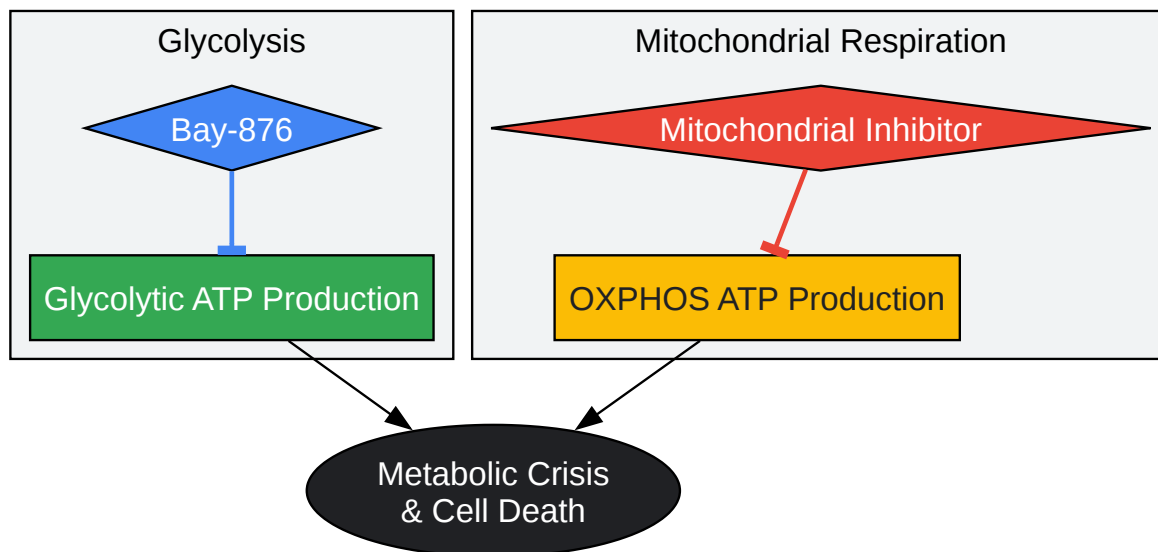 Glycolysis
Mitochondrial Respiration
Bay-876
Mitochondrial Inhibitor
Glycolytic ATP Production
OXPHOS ATP Production
Metabolic Crisis
& Cell Death